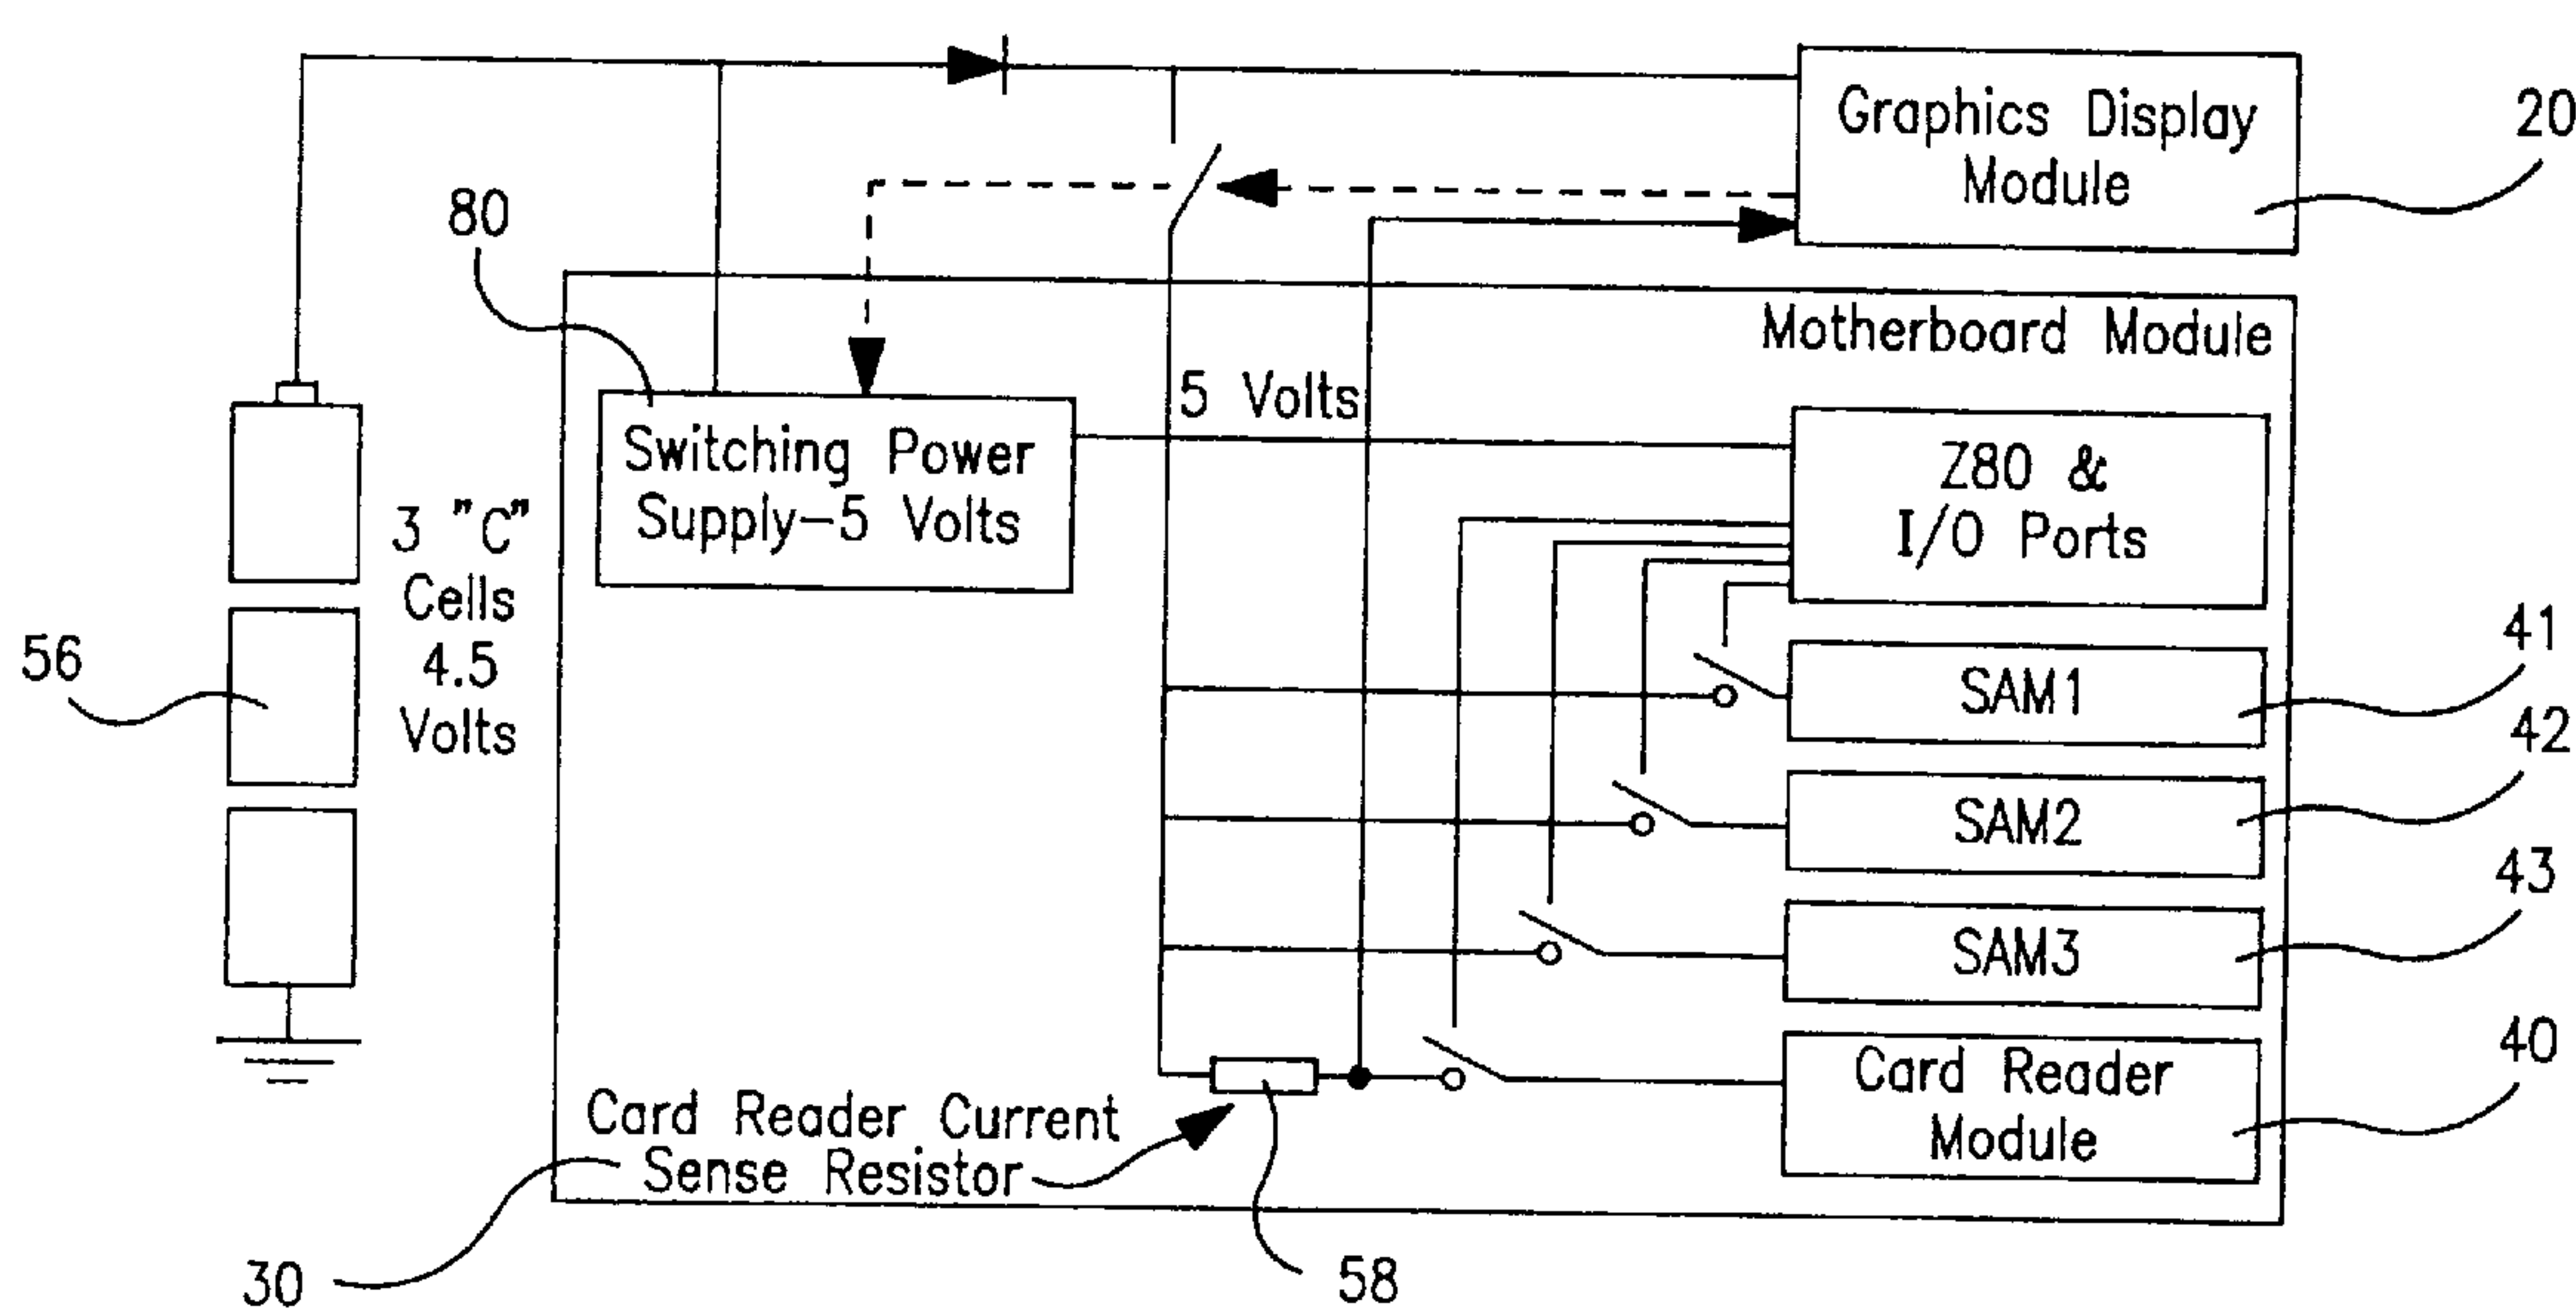 Graphics Display
Module
20
80
Motherboard Module
5 Volts
Switching Power
Supply-5 Volts
Z80 &
I/O Ports
3 "C"
Cells
4.5
Volts
56
SAM1
41
SAM2
42
SAM3
43
Card Reader
Module
40
Card Reader Current
Sense Resistor
30
58